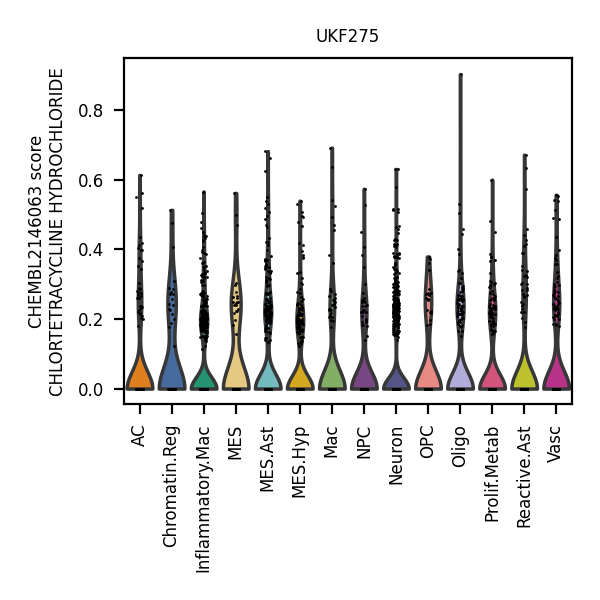 UKF275
CHEMBL2146063 score
CHLORTETRACYCLINE HYDROCHLORIDE
0.8
0.6
0.4
0.2
0.0
AC
Chromatin.Reg
Inflammatory.Mac
MES
MES.Ast
MES.Hyp
Mac
NPC
Neuron
OPC
Oligo
Prolif.Metab
Reactive.Ast
Vasc